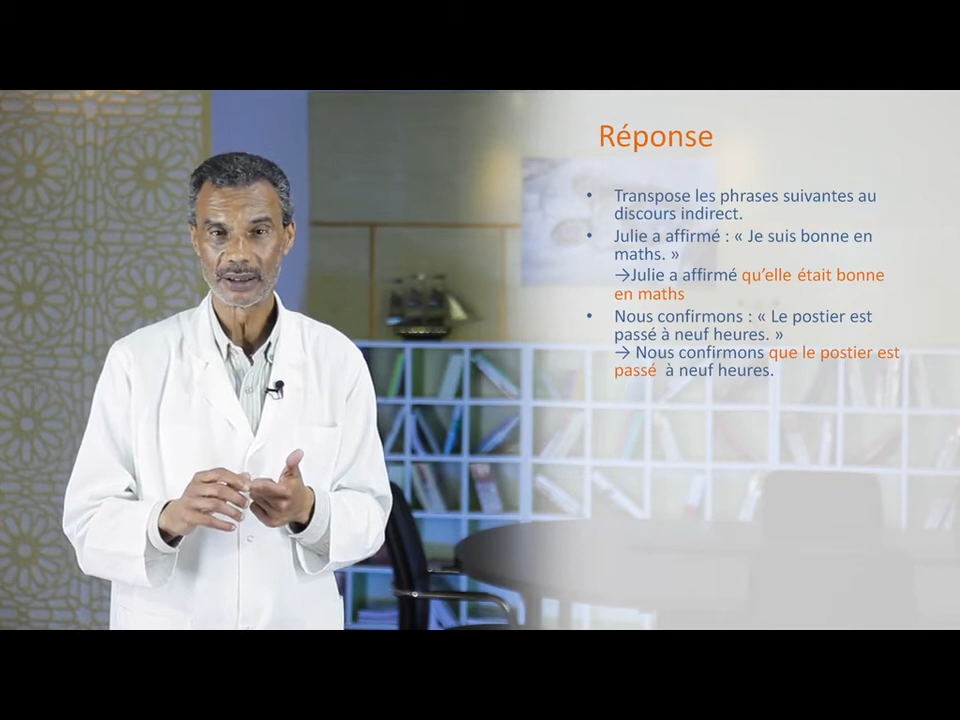 Réponse
• Transpose les phrases suivantes au
discours indirect.
• Julie a affirmé : « Je suis bonne en
maths. »
→Julie a affirmé qu’elle était bonne
en maths
• Nous confirmons : « Le postier est
passé à neuf heures. »
→ Nous confirmons que le postier est
passé  à neuf heures.